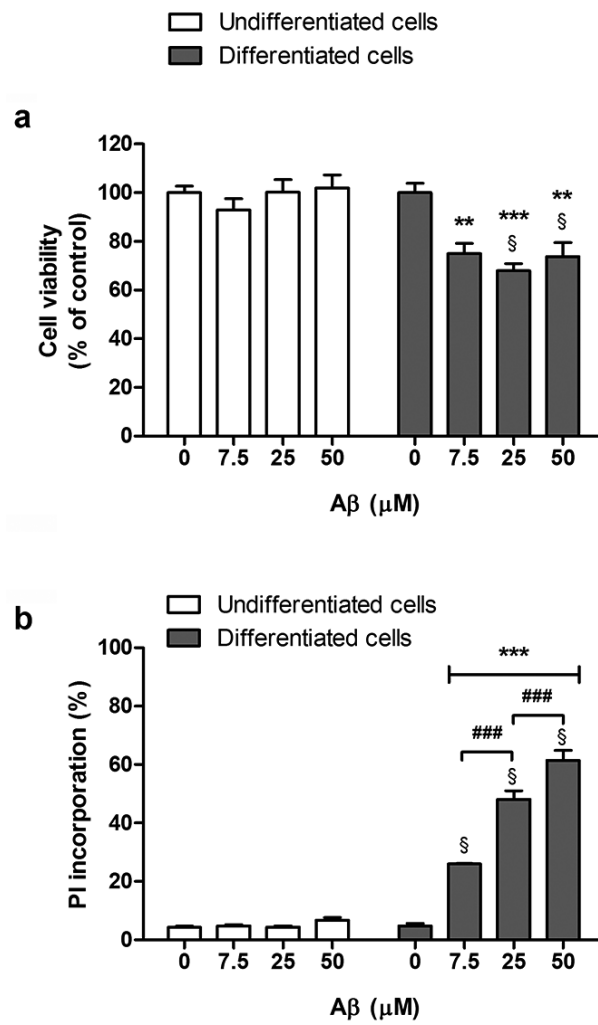 Undifferentiated cells
Differentiated cells
a
Cell viability
(% of control)
120
100
80
60
40
20
0
** *** **
§ §
0 7.5 25 50 0 7.5 25 50
Aβ (μM)
b
Undifferentiated cells
Differentiated cells
PI incorporation (%)
100
80
60
40
20
0
***
###
###
§
§
§
0 7.5 25 50 0 7.5 25 50
Aβ (μM)